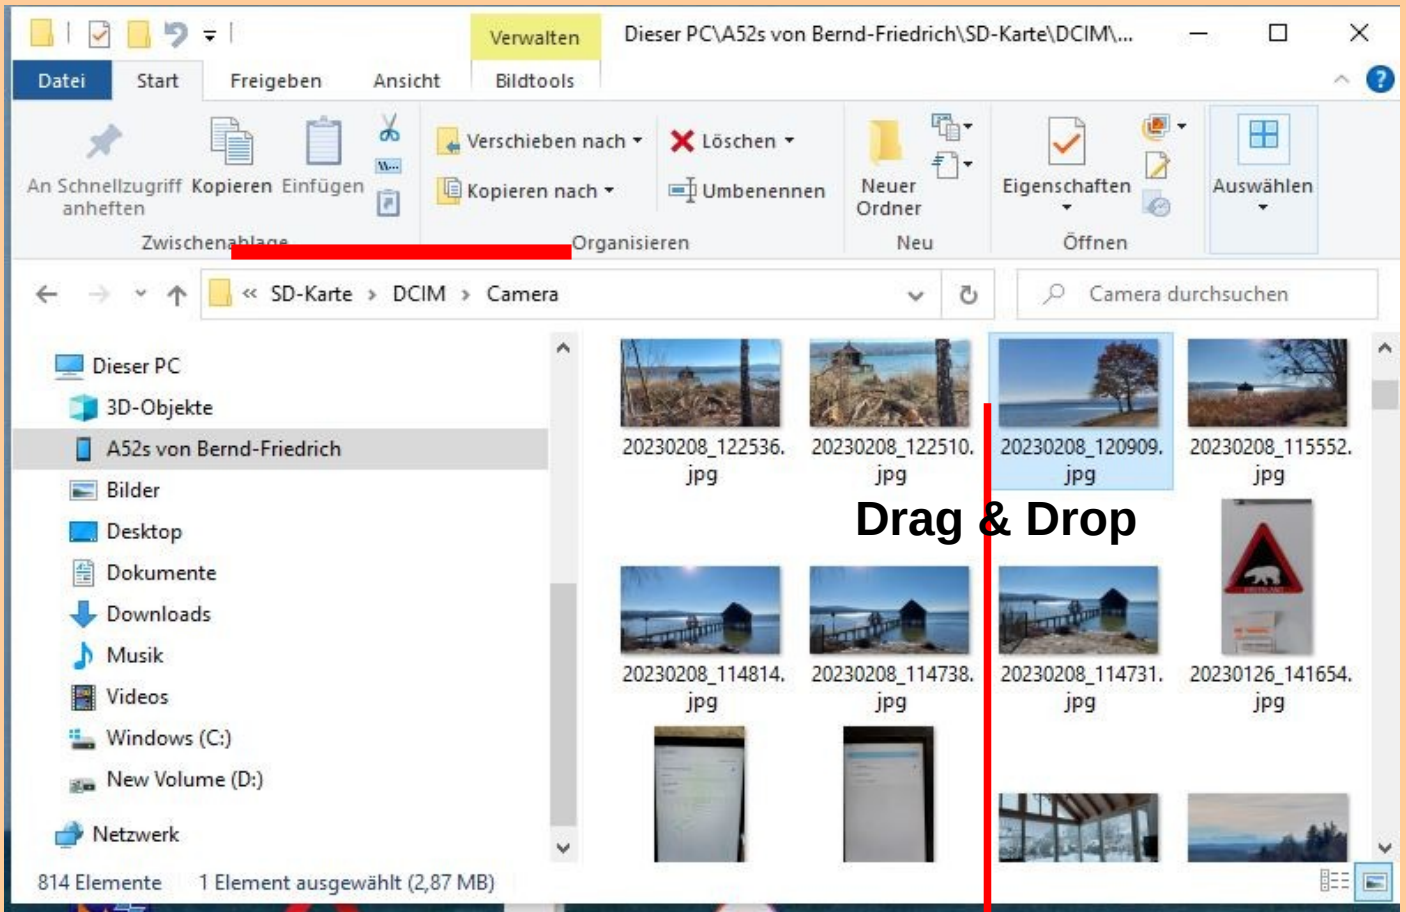 Verwalten
Dieser PC\A52s von Bernd-Friedrich\SD-Karte\DCIM\...
Datei
Start
Freigeben
Ansicht
Bildtools
An Schnellzugriff
anheften
Kopieren
Einfügen
Verschieben nach
Kopieren nach
Löschen
Umbenennen
Neuer
Ordner
Eigenschaften
Auswählen
Zwischenablage
Organisieren
Neu
Öffnen
« SD-Karte › DCIM › Camera
Camera durchsuchen
Dieser PC
3D-Objekte
A52s von Bernd-Friedrich
Bilder
Desktop
Dokumente
Downloads
Musik
Videos
Windows (C:)
New Volume (D:)
Netzwerk
20230208_122536.
jpg
20230208_122510.
jpg
20230208_120909.
jpg
20230208_115552.
jpg
Drag & Drop
20230208_114814.
jpg
20230208_114738.
jpg
20230208_114731.
jpg
20230126_141654.
jpg
814 Elemente
1 Element ausgewählt (2,87 MB)